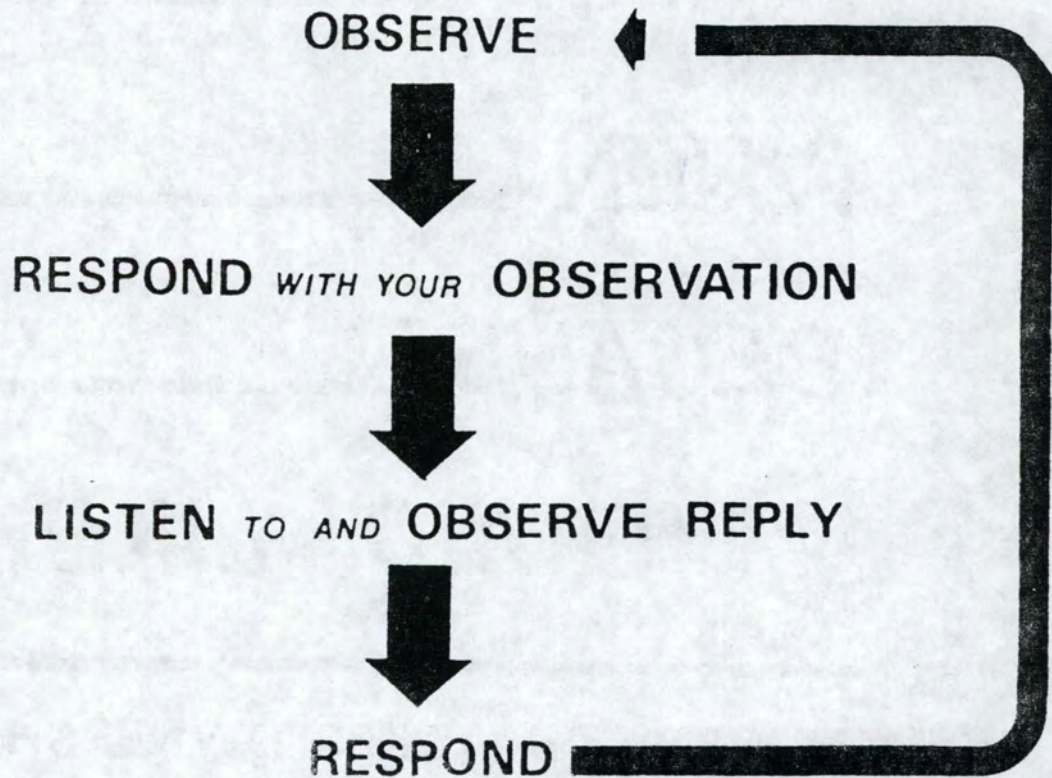 OBSERVE
RESPOND WITH YOUR OBSERVATION
LISTEN TO AND OBSERVE REPLY
RESPOND